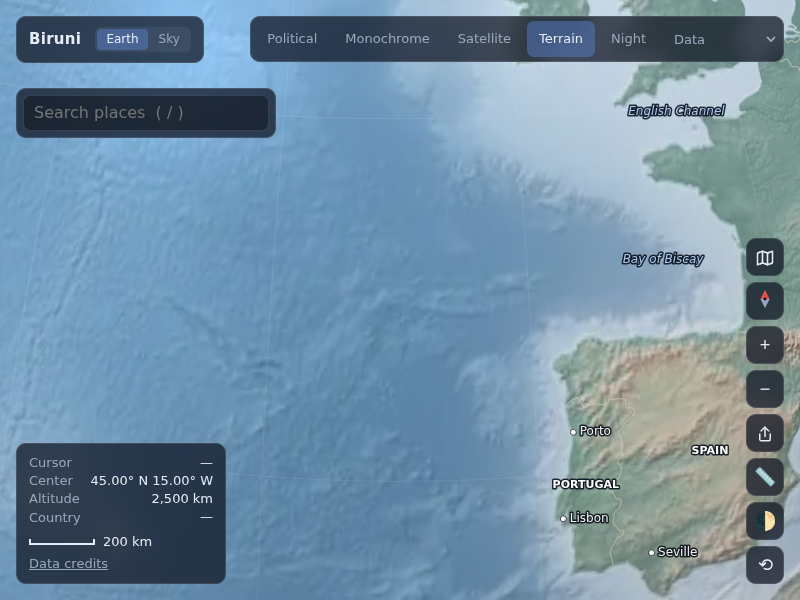 Biruni Earth Sky
Political Monochrome Satellite Terrain Night Data
Search places ( / )
English Channel
Bay of Biscay
+
−
Porto
SPAIN
PORTUGAL
Lisbon
Seville
Cursor —
Center 45.00° N 15.00° W
Altitude 2,500 km
Country —
200 km
Data credits